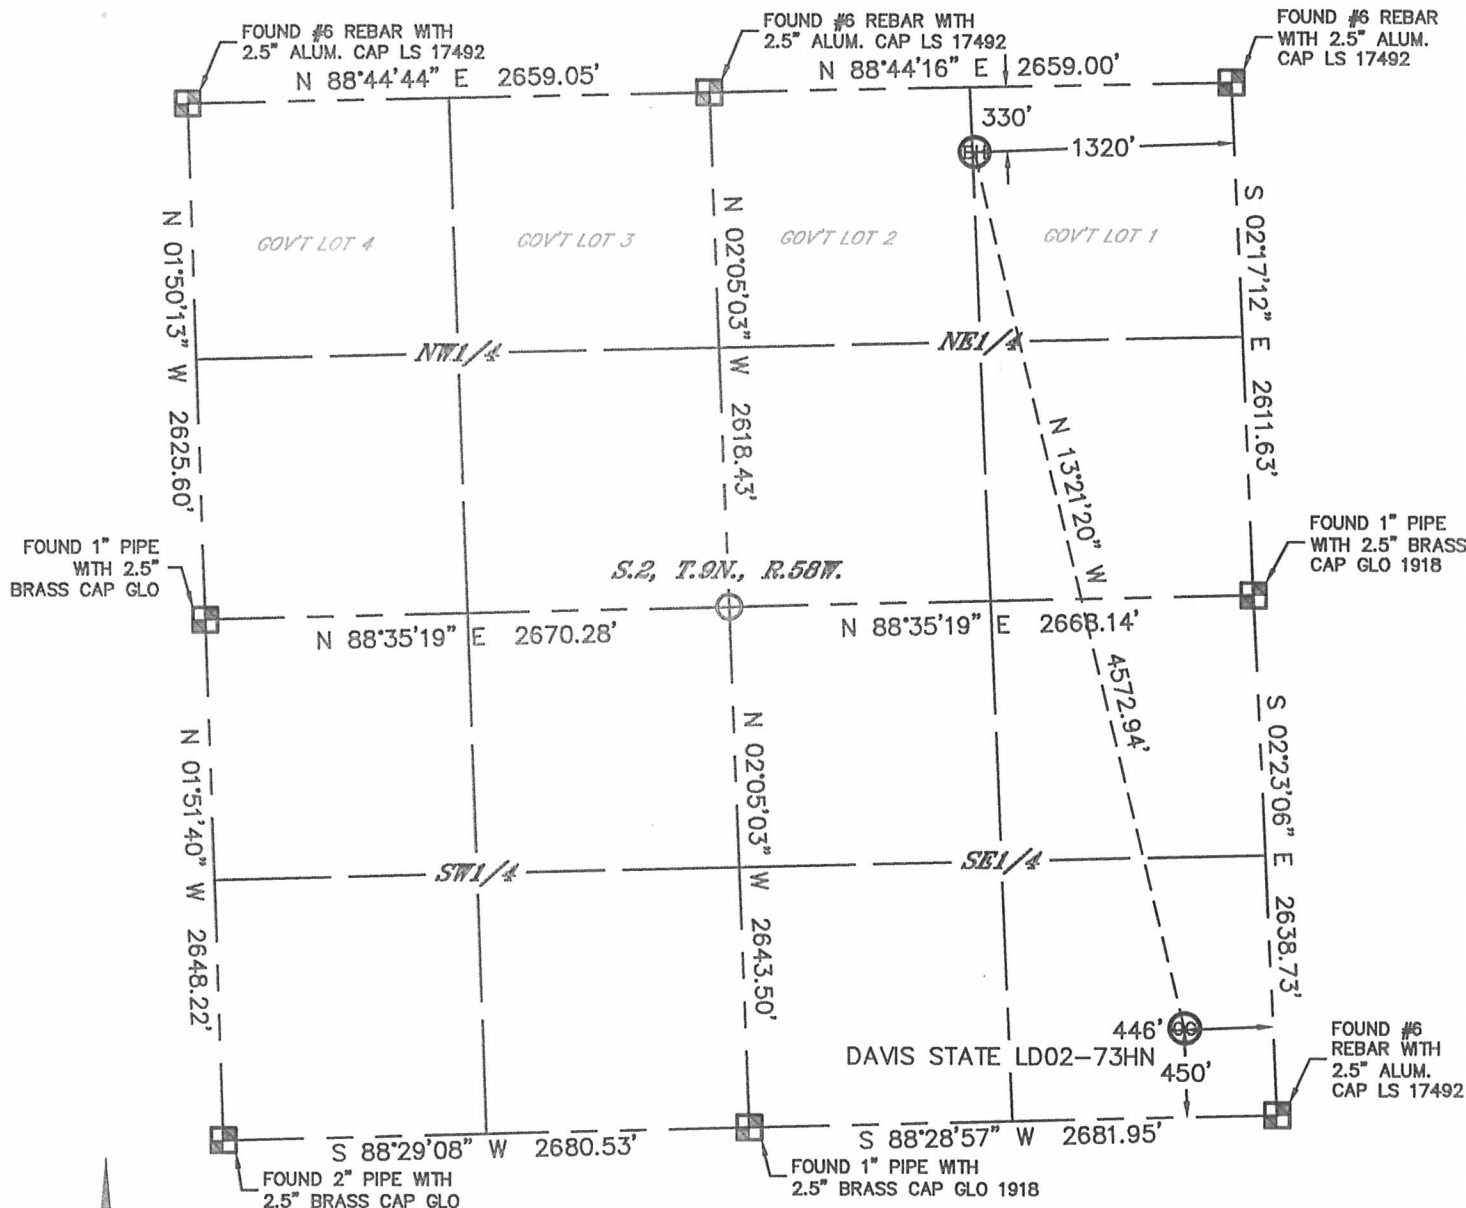 FOUND #6 REBAR WITH
2.5" ALUM. CAP LS 17492
FOUND #6 REBAR WITH
2.5" ALUM. CAP LS 17492
FOUND #6 REBAR
WITH 2.5" ALUM.
CAP LS 17492
N 88°44'44" E 2659.05'
N 88°44'16" E 2659.00'
330'
BH
1320'
N 01°50'13" W 2625.60'
GOV'T LOT 4
GOV'T LOT 3
N 02°05'03" W 2618.43'
GOV'T LOT 2
GOV'T LOT 1
S 02°17'12" E 2611.63'
NW1/4
NE1/4
N 13°21'20" W 4572.94'
FOUND 1" PIPE
WITH 2.5"
BRASS CAP GLO
S.2, T.9N., R.58W.
FOUND 1" PIPE
WITH 2.5" BRASS
CAP GLO 1918
N 88°35'19" E 2670.28'
N 88°35'19" E 2668.14'
N 01°51'40" W 2648.22'
N 02°05'03" W 2643.50'
S 02°23'06" E 2638.73'
SW1/4
SE1/4
446'
DAVIS STATE LD02-73HN
450'
FOUND #6
REBAR WITH
2.5" ALUM.
CAP LS 17492
S 88°29'08" W 2680.53'
S 88°28'57" W 2681.95'
FOUND 2" PIPE WITH
2.5" BRASS CAP GLO
FOUND 1" PIPE WITH
2.5" BRASS CAP GLO 1918